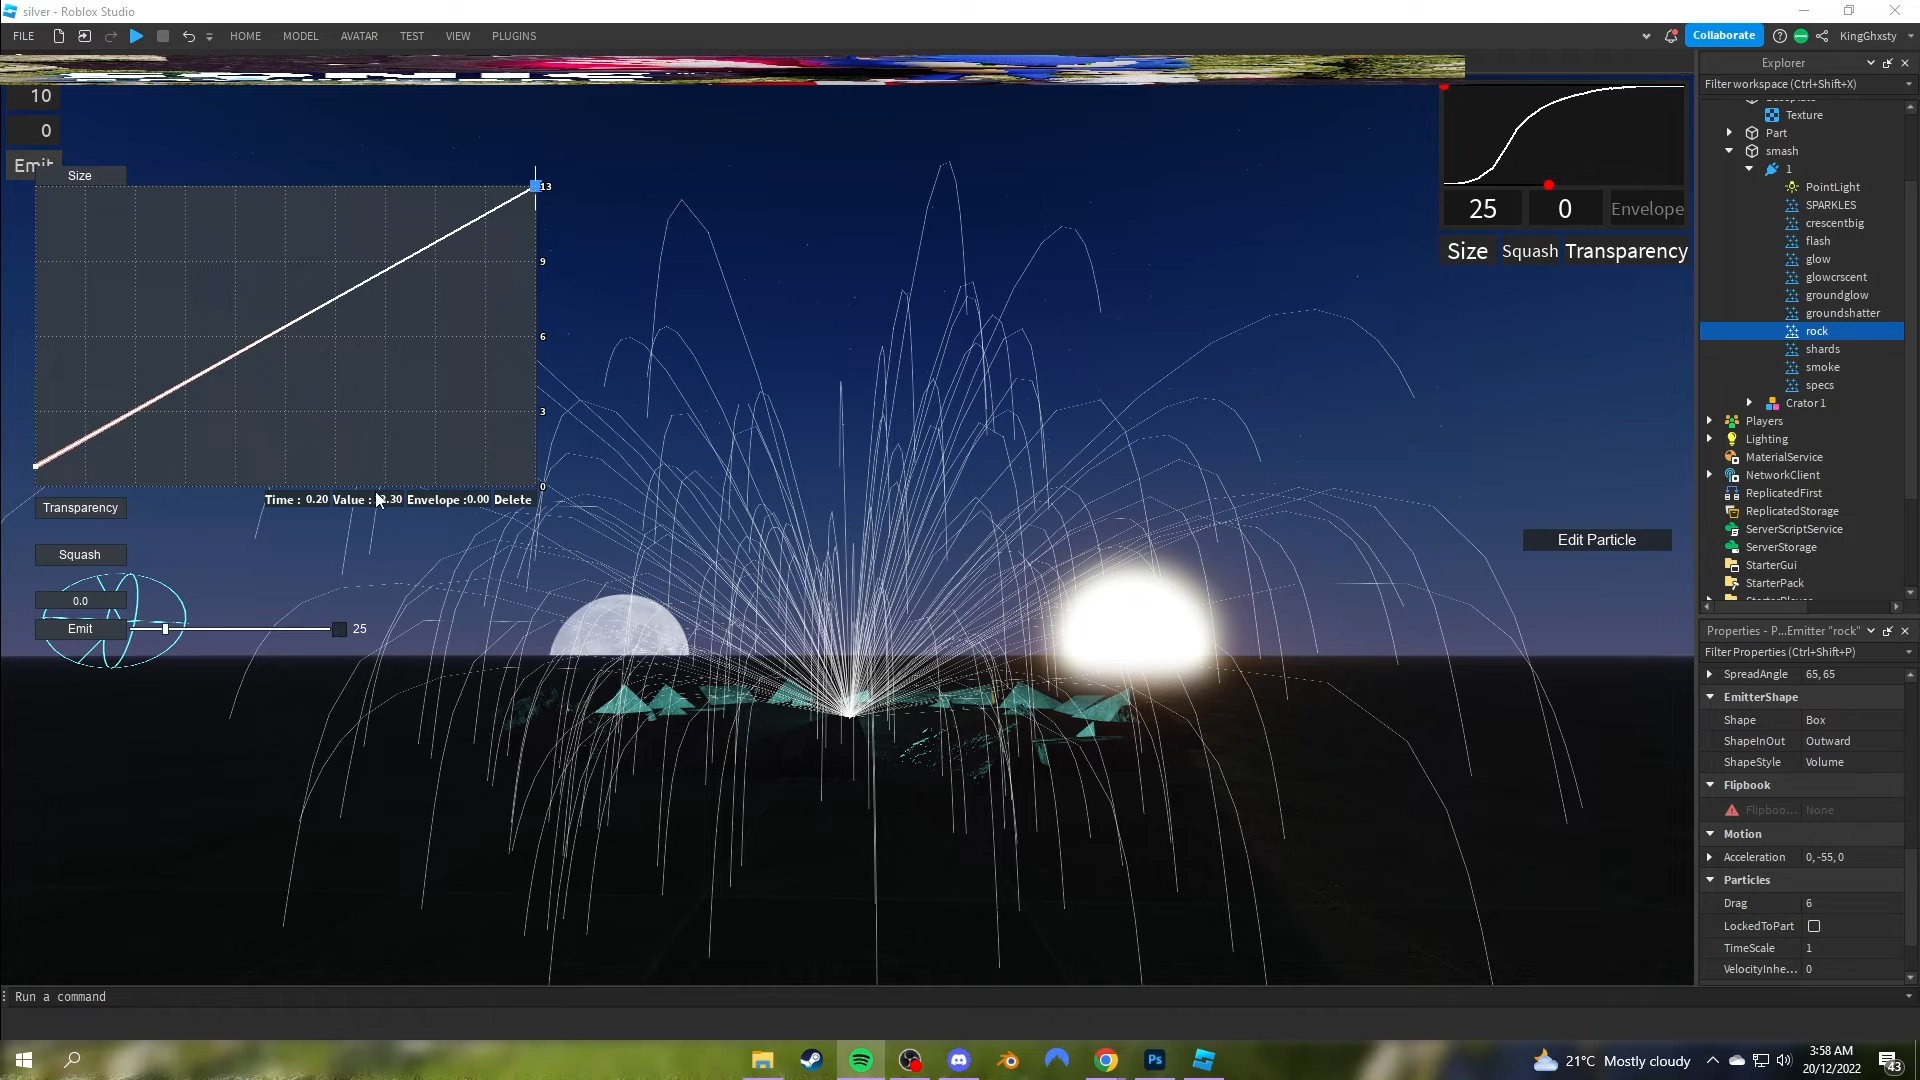 silver - Roblox Studio
FILE HOME MODEL AVATAR TEST VIEW PLUGINS Collaborate KingGhxsty
10
0
Emit
Size
13
9
6
3
0
Time : 0.20 Value : .30 Envelope :0.00 Delete
Transparency
Squash
0.0
Emit 25
25 0 Envelope
Size Squash Transparency
Edit Particle
Explorer
Filter workspace (Ctrl+Shift+X)
Texture
Part
smash
1
PointLight
SPARKLES
crescentbig
flash
glow
glowcrscent
groundglow
groundshatter
rock
shards
smoke
specs
Crator1
Players
Lighting
MaterialService
NetworkClient
ReplicatedFirst
ReplicatedStorage
ServerScriptService
ServerStorage
StarterGui
StarterPack
Properties - P...Emitter "rock"
Filter Properties (Ctrl+Shift+P)
SpreadAngle 65, 65
EmitterShape
Shape Box
ShapeInOut Outward
ShapeStyle Volume
Flipbook
Flipboo... None
Motion
Acceleration 0, -55, 0
Particles
Drag 6
LockedToPart
TimeScale 1
VelocityInhe... 0
Run a command
Ps
21°C Mostly cloudy
3:58 AM
20/12/2022
43